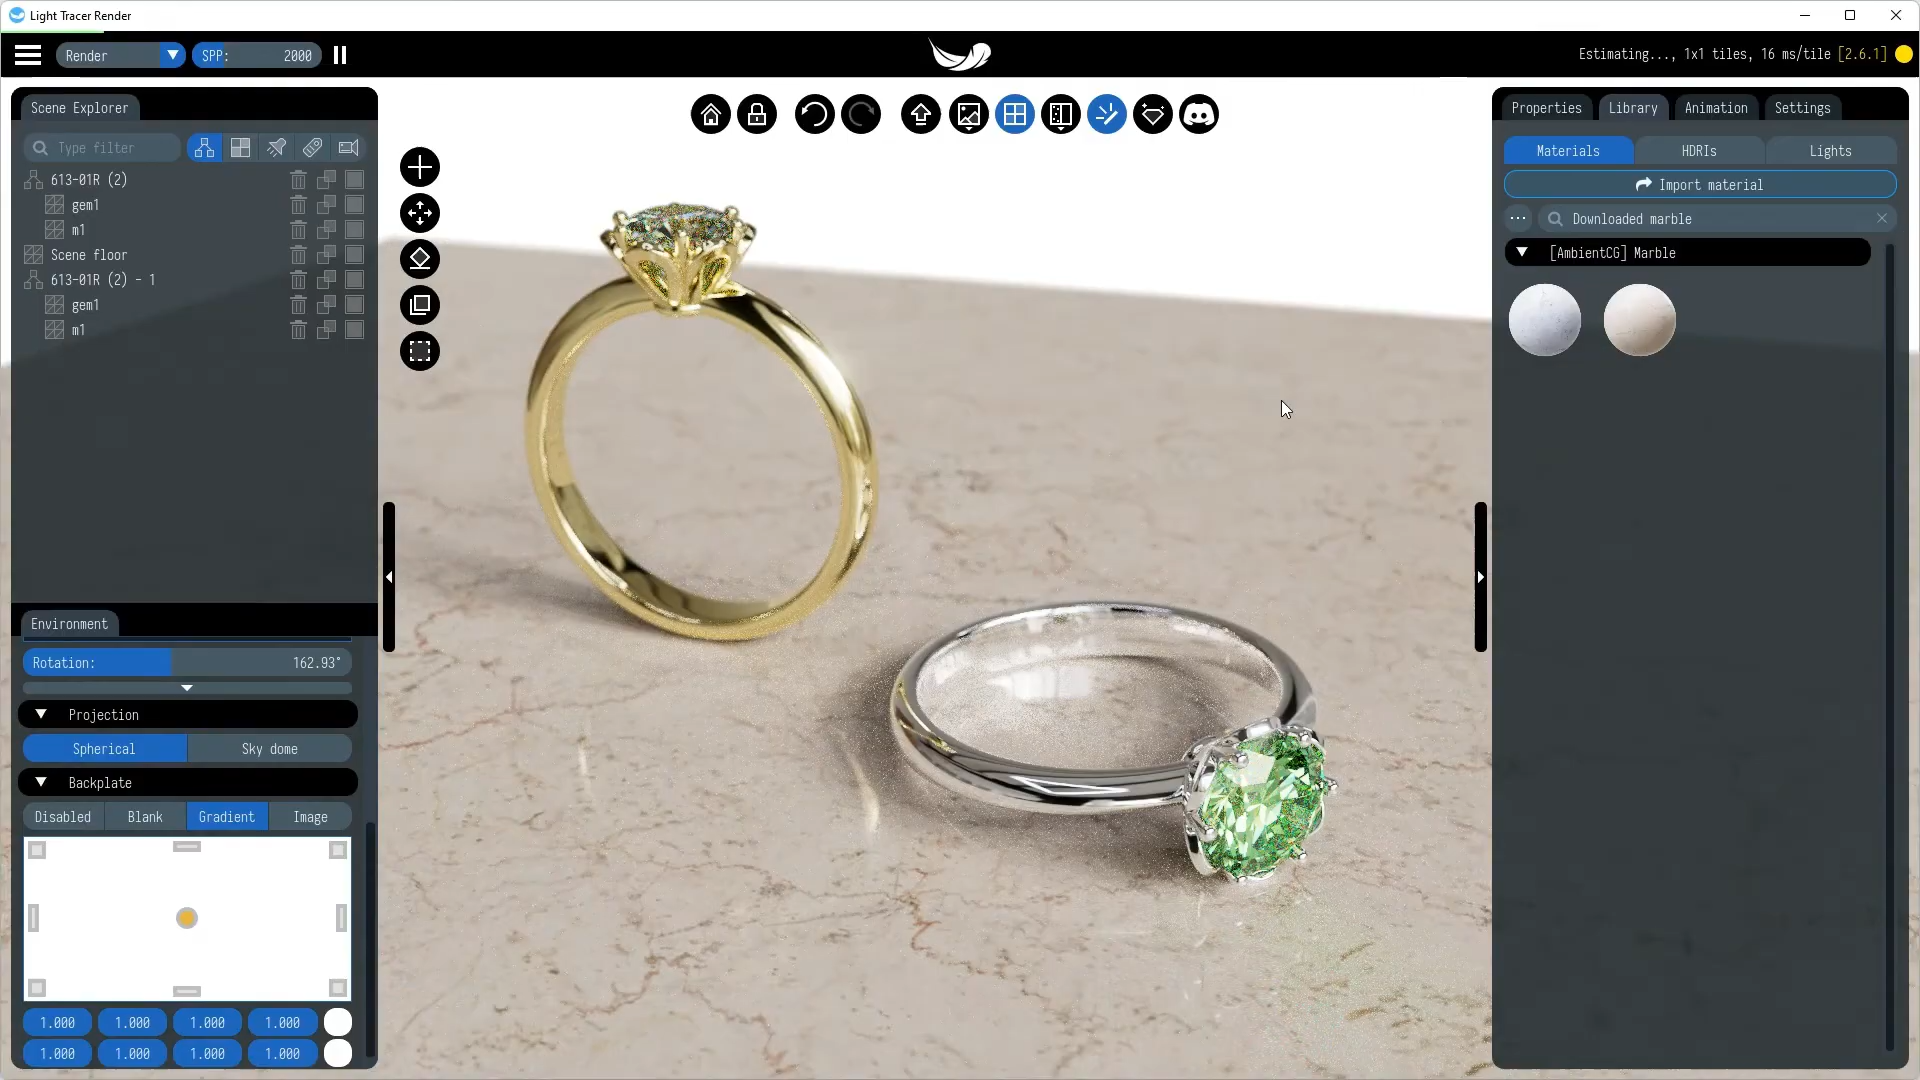 Light Tracer Render
Render
SPP: 2000
Estimating..., 1x1 tiles, 16 ms/tile [2.6.1]
Scene Explorer
Type filter
613-01R (2)
gem1
m1
Scene floor
613-01R (2) - 1
gem1
m1
Environment
Rotation: 162.93°
Projection
Spherical Sky dome
Backplate
Disabled Blank Gradient Image
1.000 1.000 1.000 1.000
1.000 1.000 1.000 1.000
Properties Library Animation Settings
Materials HDRIs Lights
Import material
... Downloaded marble
[AmbientCG] Marble